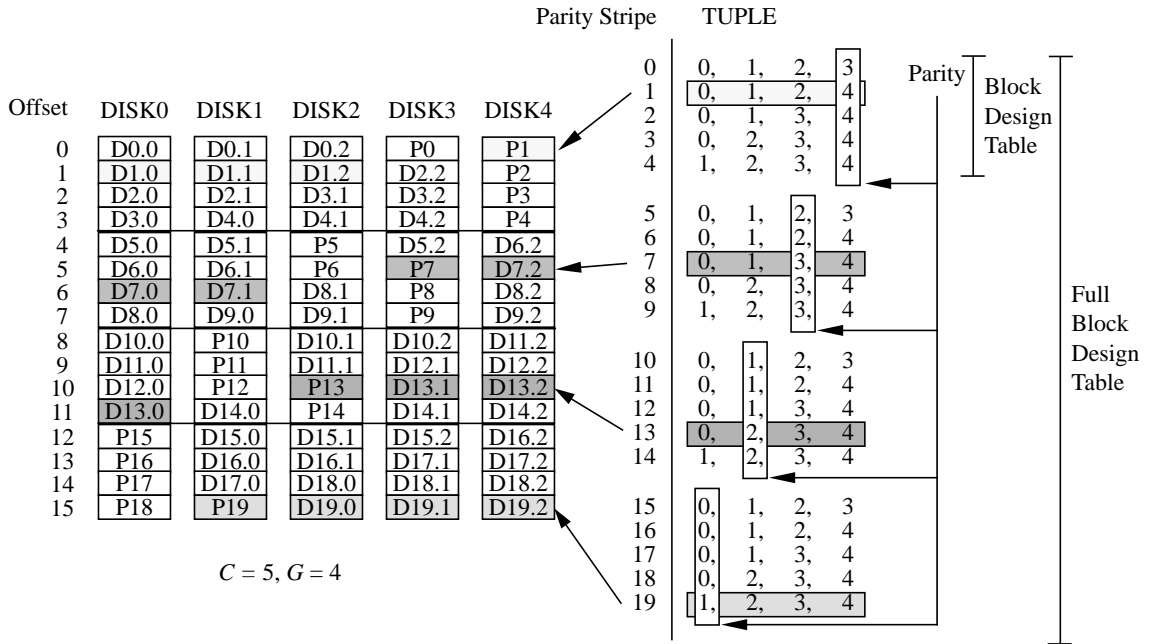 Parity Stripe TUPLE
Offset DISK0 DISK1 DISK2 DISK3 DISK4
0 D0.0 D0.1 D0.2 P0 P1
1 D1.0 D1.1 D1.2 D2.2 P2
2 D2.0 D2.1 D3.1 D3.2 P3
3 D3.0 D4.0 D4.1 D4.2 P4
4 D5.0 D5.1 P5 D5.2 D6.2
5 D6.0 D6.1 P6 P7 D7.2
6 D7.0 D7.1 D8.1 P8 D8.2
7 D8.0 D9.0 D9.1 P9 D9.2
8 D10.0 P10 D10.1 D10.2 D11.2
9 D11.0 P11 D11.1 D12.1 D12.2
10 D12.0 P12 P13 D13.1 D13.2
11 D13.0 D14.0 P14 D14.1 D14.2
12 P15 D15.0 D15.1 D15.2 D16.2
13 P16 D16.0 D16.1 D17.1 D17.2
14 P17 D17.0 D18.0 D18.1 D18.2
15 P18 P19 D19.0 D19.1 D19.2
C = 5, G = 4
0 0, 1, 2, 3
1 0, 1, 2, 4
2 0, 1, 3, 4
3 0, 2, 3, 4
4 1, 2, 3, 4
5 0, 1, 2, 3
6 0, 1, 2, 4
7 0, 1, 3, 4
8 0, 2, 3, 4
9 1, 2, 3, 4
10 0, 1, 2, 3
11 0, 1, 2, 4
12 0, 1, 3, 4
13 0, 2, 3, 4
14 1, 2, 3, 4
15 0, 1, 2, 3
16 0, 1, 2, 4
17 0, 1, 3, 4
18 0, 2, 3, 4
19 1, 2, 3, 4
Parity
Block
Design
Table
Full
Block
Design
Table